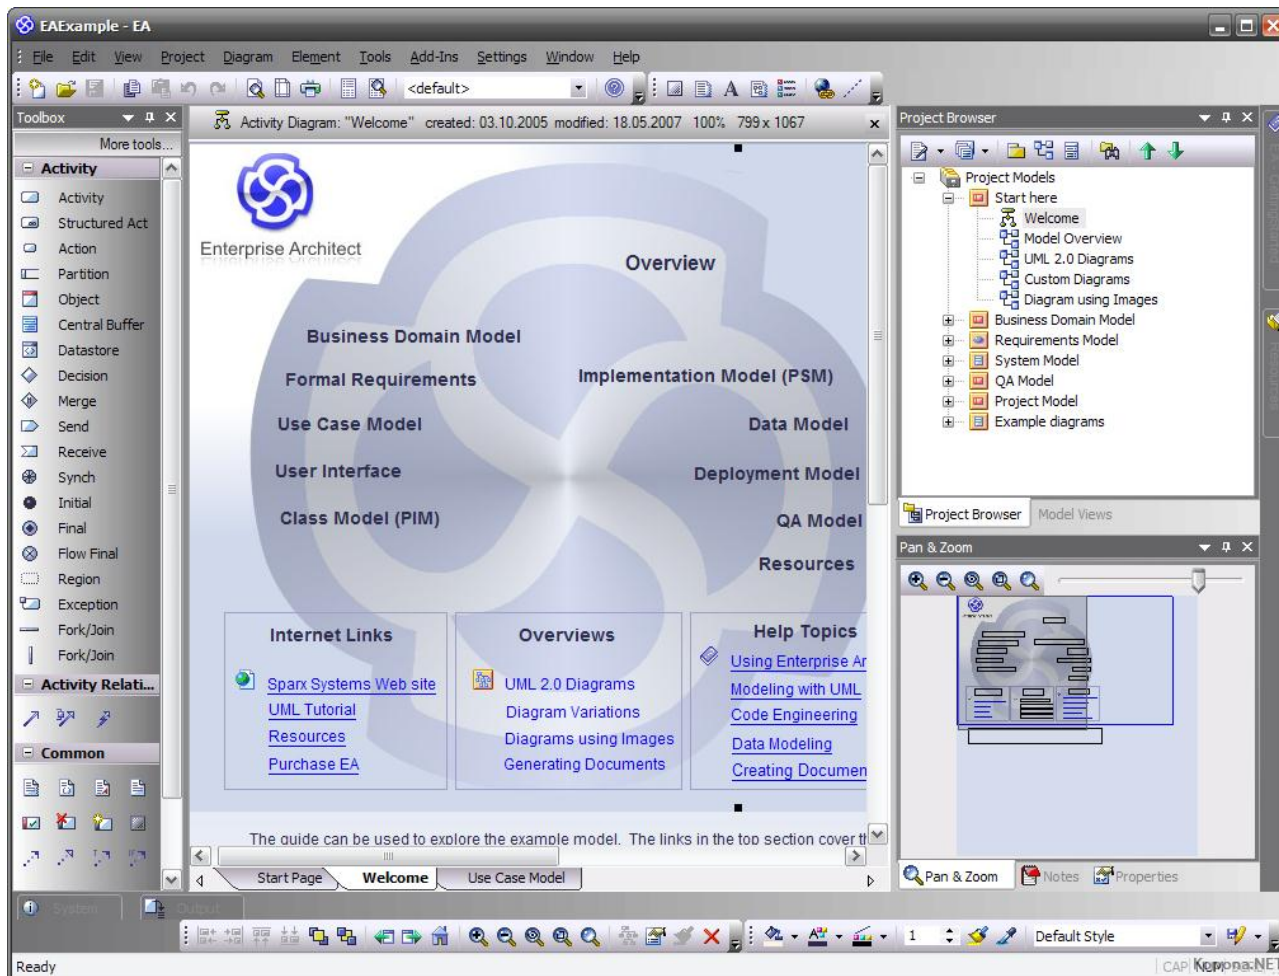 EAExample - EA
File Edit View Project Diagram Element Tools Add-Ins Settings Window Help
<default>
Toolbox
More tools...
Activity
Activity
Structured Act
Action
Partition
Object
Central Buffer
Datastore
Decision
Merge
Send
Receive
Synch
Initial
Final
Flow Final
Region
Exception
Fork/Join
Fork/Join
Activity Relati...
Common
Activity Diagram: "Welcome" created: 03.10.2005 modified: 18.05.2007 100% 799 x 1067
Enterprise Architect
Overview
Business Domain Model
Formal Requirements
Implementation Model (PSM)
Use Case Model
Data Model
User Interface
Deployment Model
Class Model (PIM)
QA Model
Resources
Internet Links
Sparx Systems Web site
UML Tutorial
Resources
Purchase EA
Overviews
UML 2.0 Diagrams
Diagram Variations
Diagrams using Images
Generating Documents
Help Topics
Using Enterprise Ar
Modeling with UML
Code Engineering
Data Modeling
Creating Documen
The guide can be used to explore the example model. The links in the top section cover th
Start Page Welcome Use Case Model
Project Browser
Project Models
Start here
Welcome
Model Overview
UML 2.0 Diagrams
Custom Diagrams
Diagram using Images
Business Domain Model
Requirements Model
System Model
QA Model
Project Model
Example diagrams
Project Browser Model Views
Pan & Zoom
Pan & Zoom Notes Properties
Resources
System Output
1 Default Style
Ready
CAP NUM
Kopona.NET